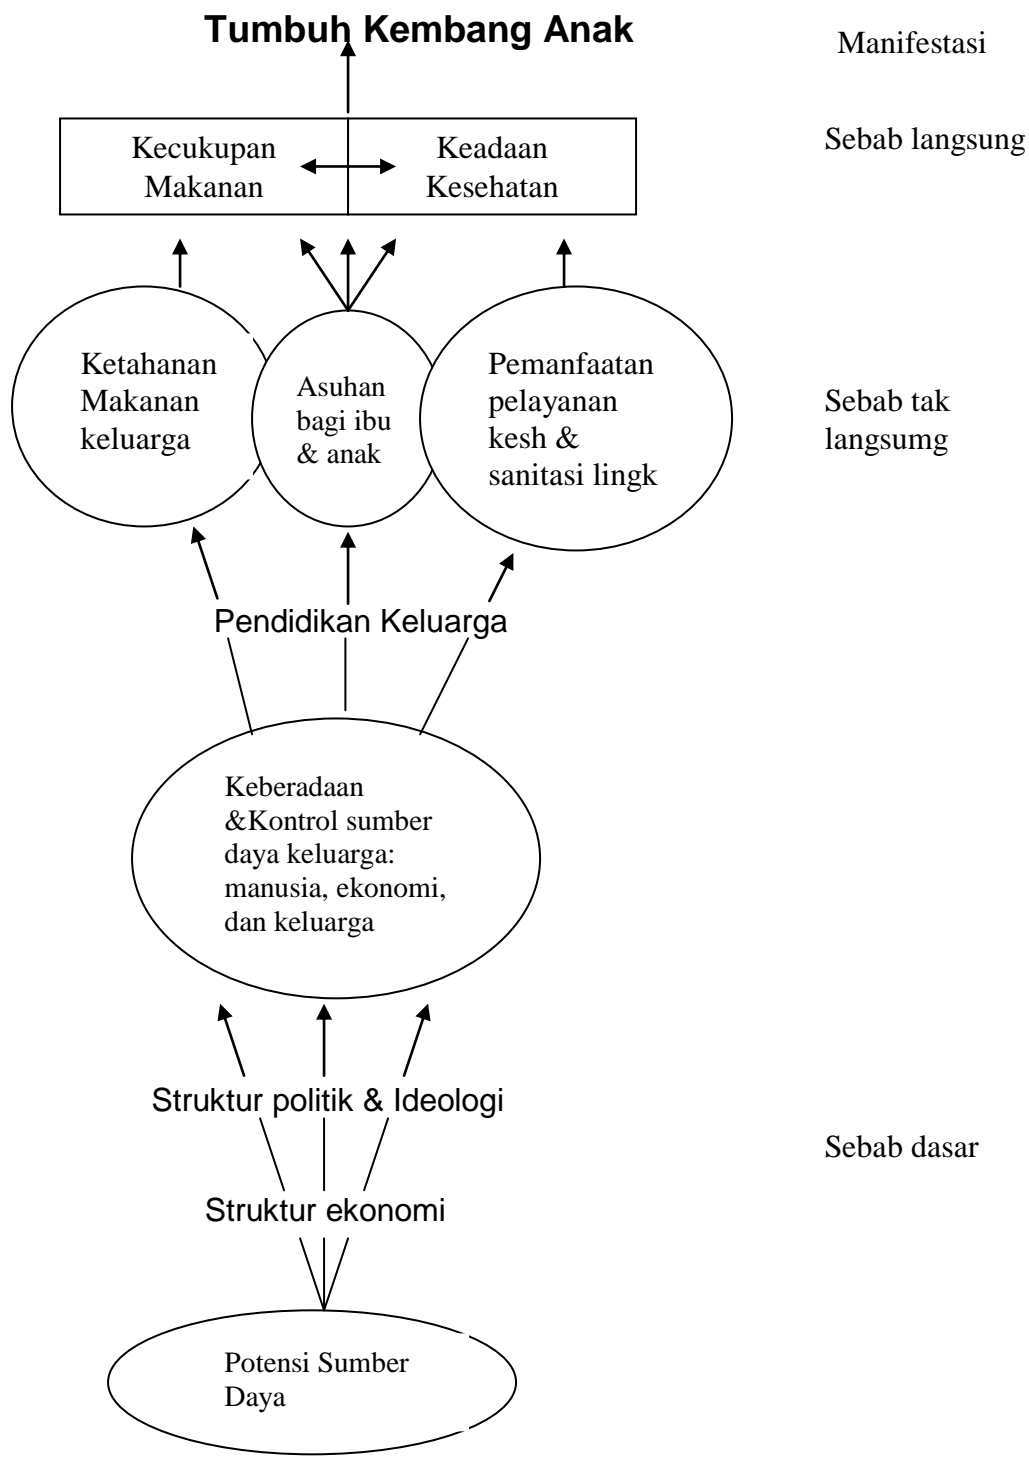 Tumbuh Kembang Anak
Manifestasi
Kecukupan
Makanan
Keadaan
Kesehatan
Sebab langsung
Ketahanan
Makanan
keluarga
Asuhan
bagi ibu
& anak
Pemanfaatan
pelayanan
kesh &
sanitasi lingk
Sebab tak
langsumg
Pendidikan Keluarga
Keberadaan
&Kontrol sumber
daya keluarga:
manusia, ekonomi,
dan keluarga
Struktur politik & Ideologi
Sebab dasar
Struktur ekonomi
Potensi Sumber
Daya